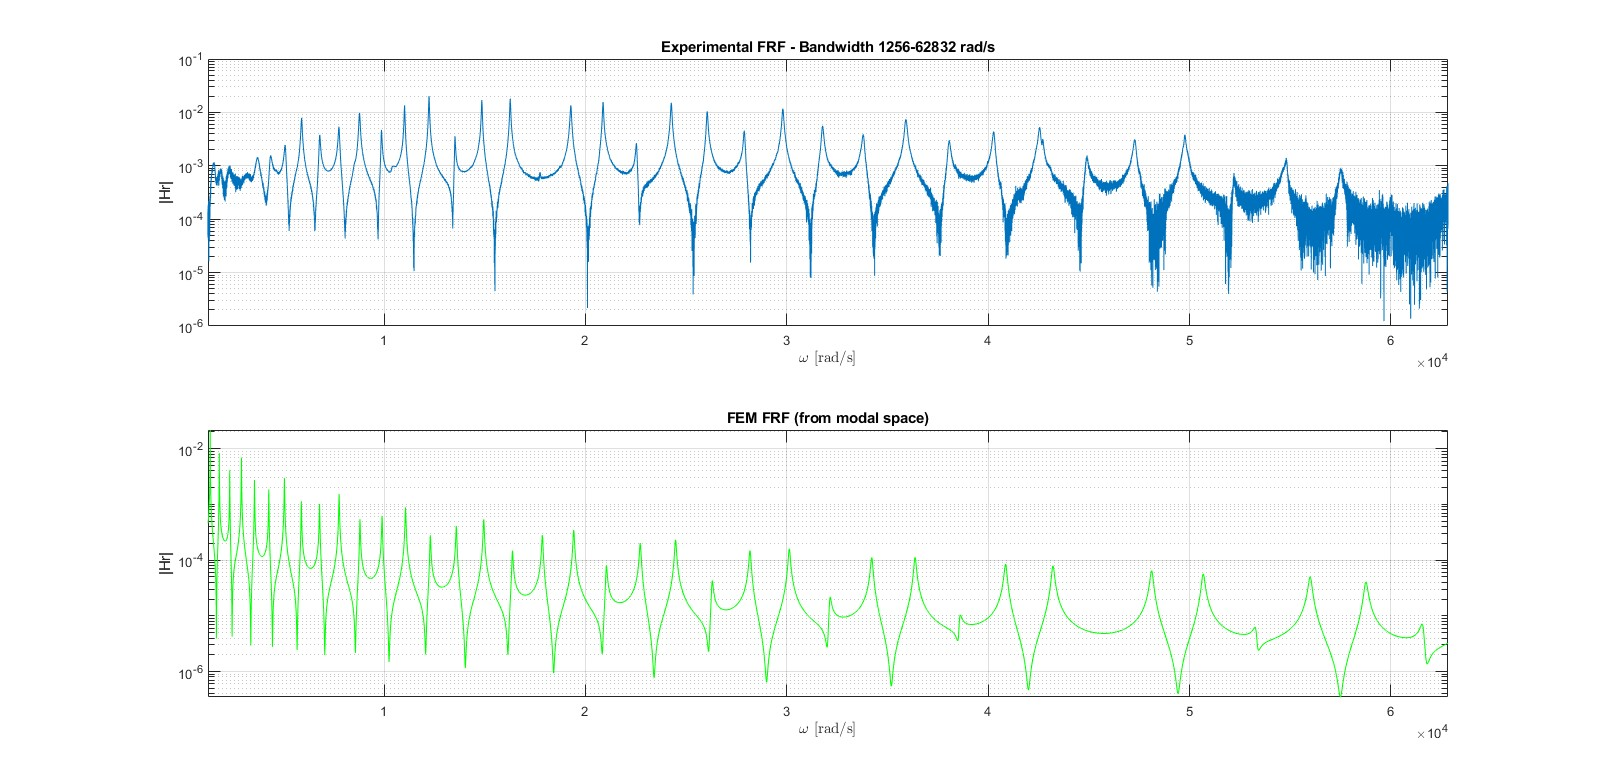 Experimental FRF - Bandwidth 1256-62832 rad/s
10^-1
10^-2
10^-3
10^-4
10^-5
10^-6
|Hr|
1 2 3 4 5 6
ω [rad/s]
×10^4
FEM FRF (from modal space)
10^-2
10^-4
10^-6
|Hr|
1 2 3 4 5 6
ω [rad/s]
×10^4